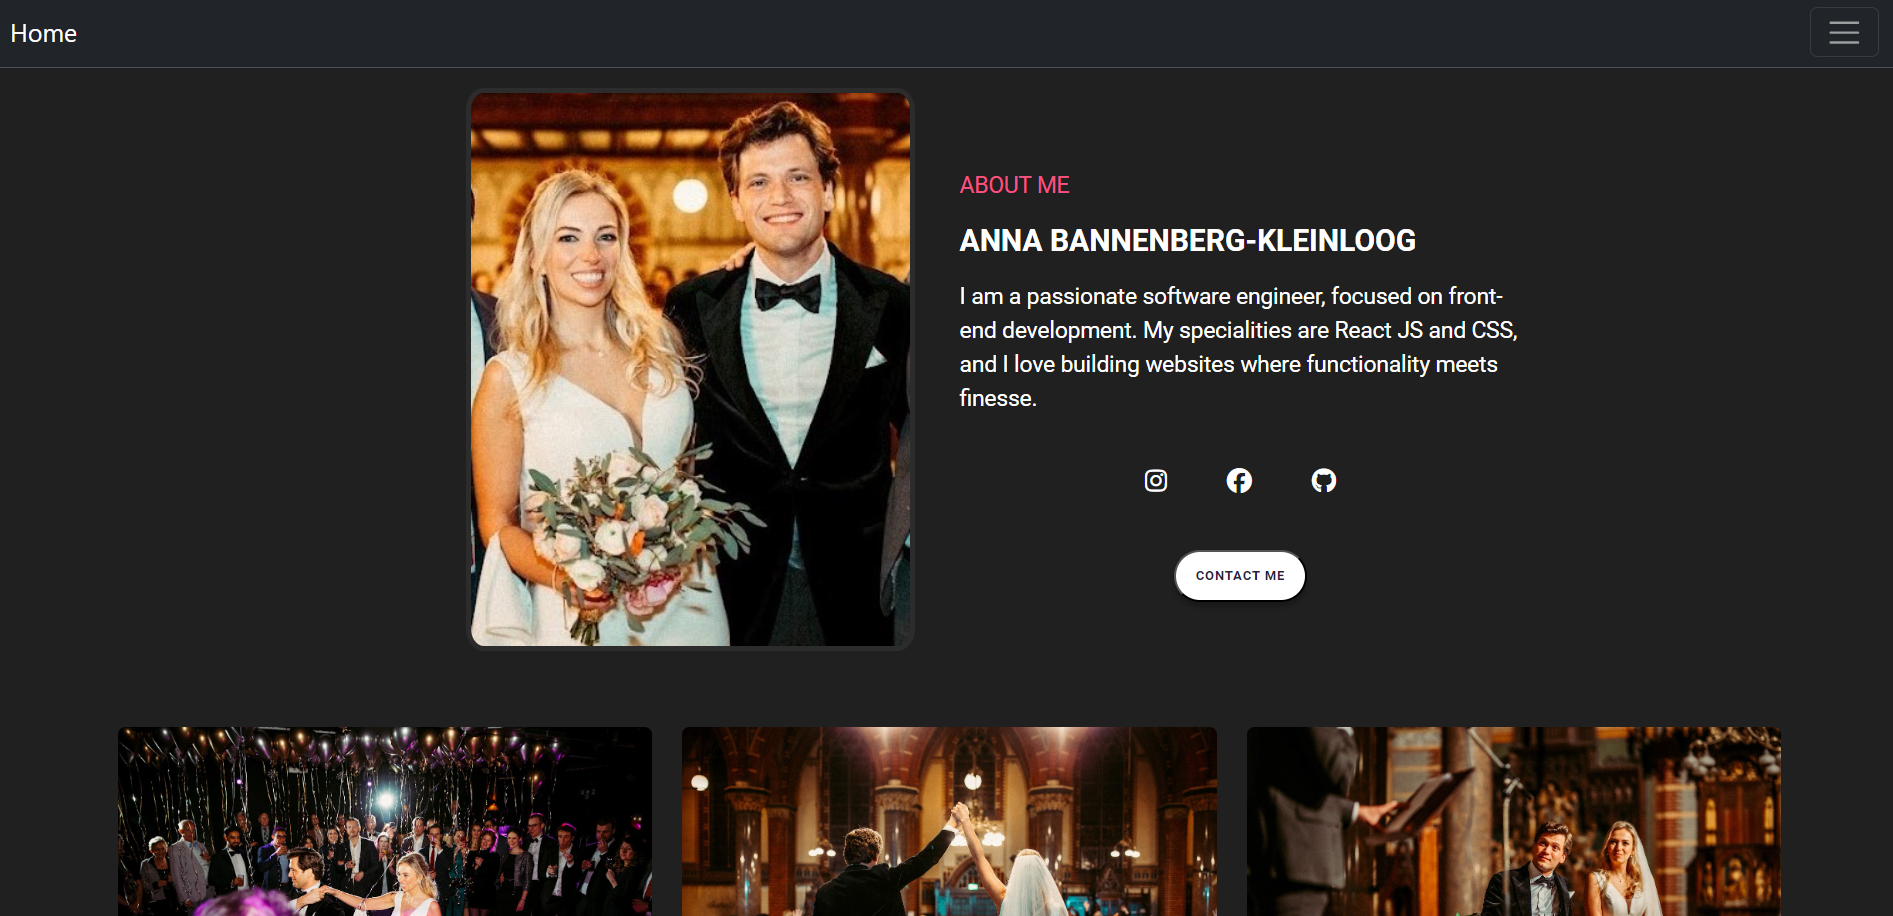 Home
ABOUT ME
ANNA BANNENBERG-KLEINLOOG
I am a passionate software engineer, focused on front-
end development. My specialities are React JS and CSS,
and I love building websites where functionality meets
finesse.
CONTACT ME